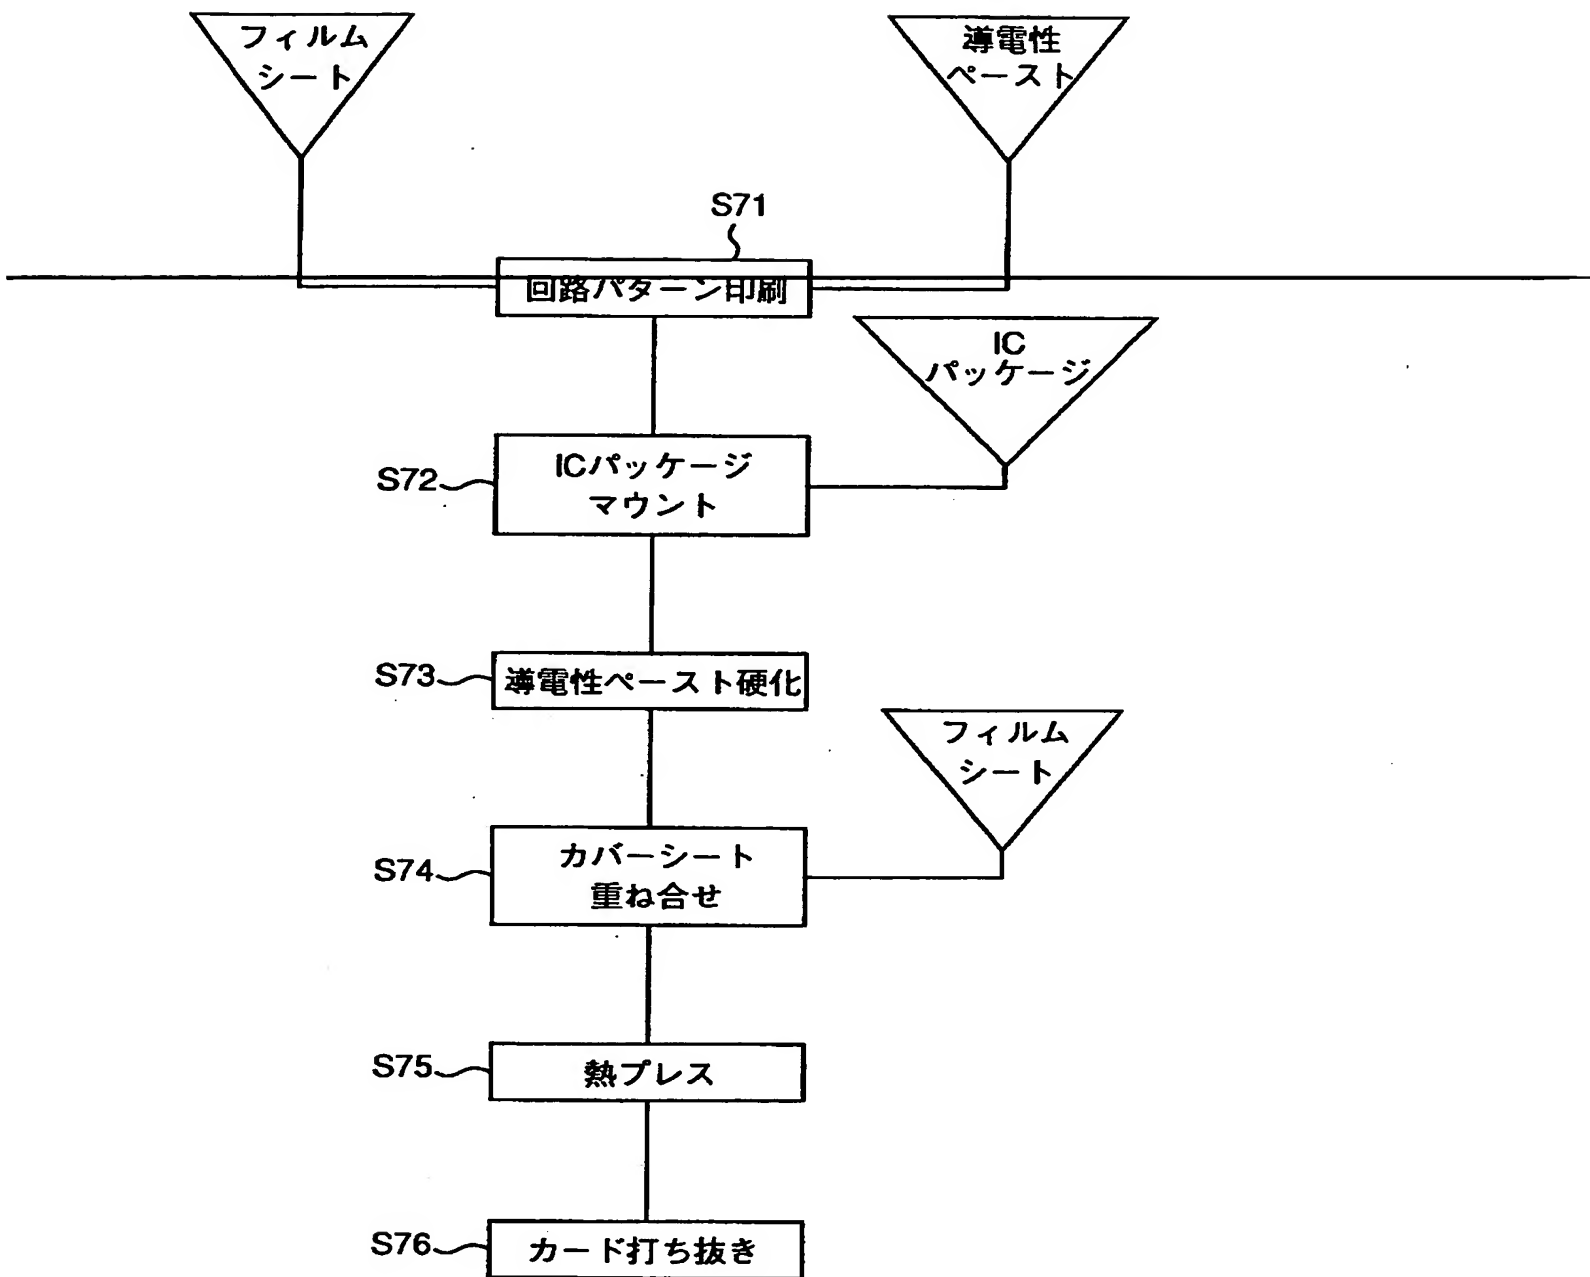 フィルム
シート
導電性
ペースト
S71
回路パターン印刷
IC
パッケージ
S72
ICパッケージ
マウント
S73
導電性ペースト硬化
フィルム
シート
S74
カバーシート
重ね合せ
S75
熱プレス
S76
カード打ち抜き